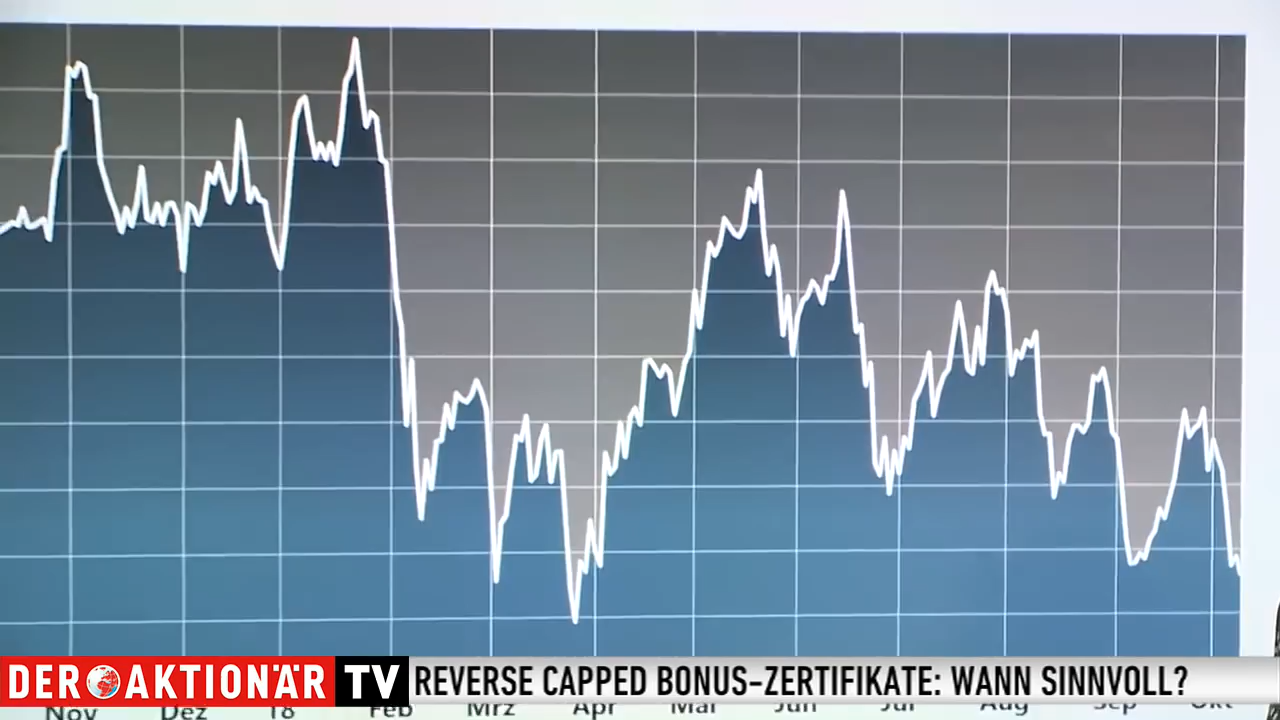 DER AKTIONÄR TV
REVERSE CAPPED BONUS-ZERTIFIKATE: WANN SINNVOLL?
Nov Dez 18 Feb Mrz Apr Mai Jun Jul Aug Sep Okt